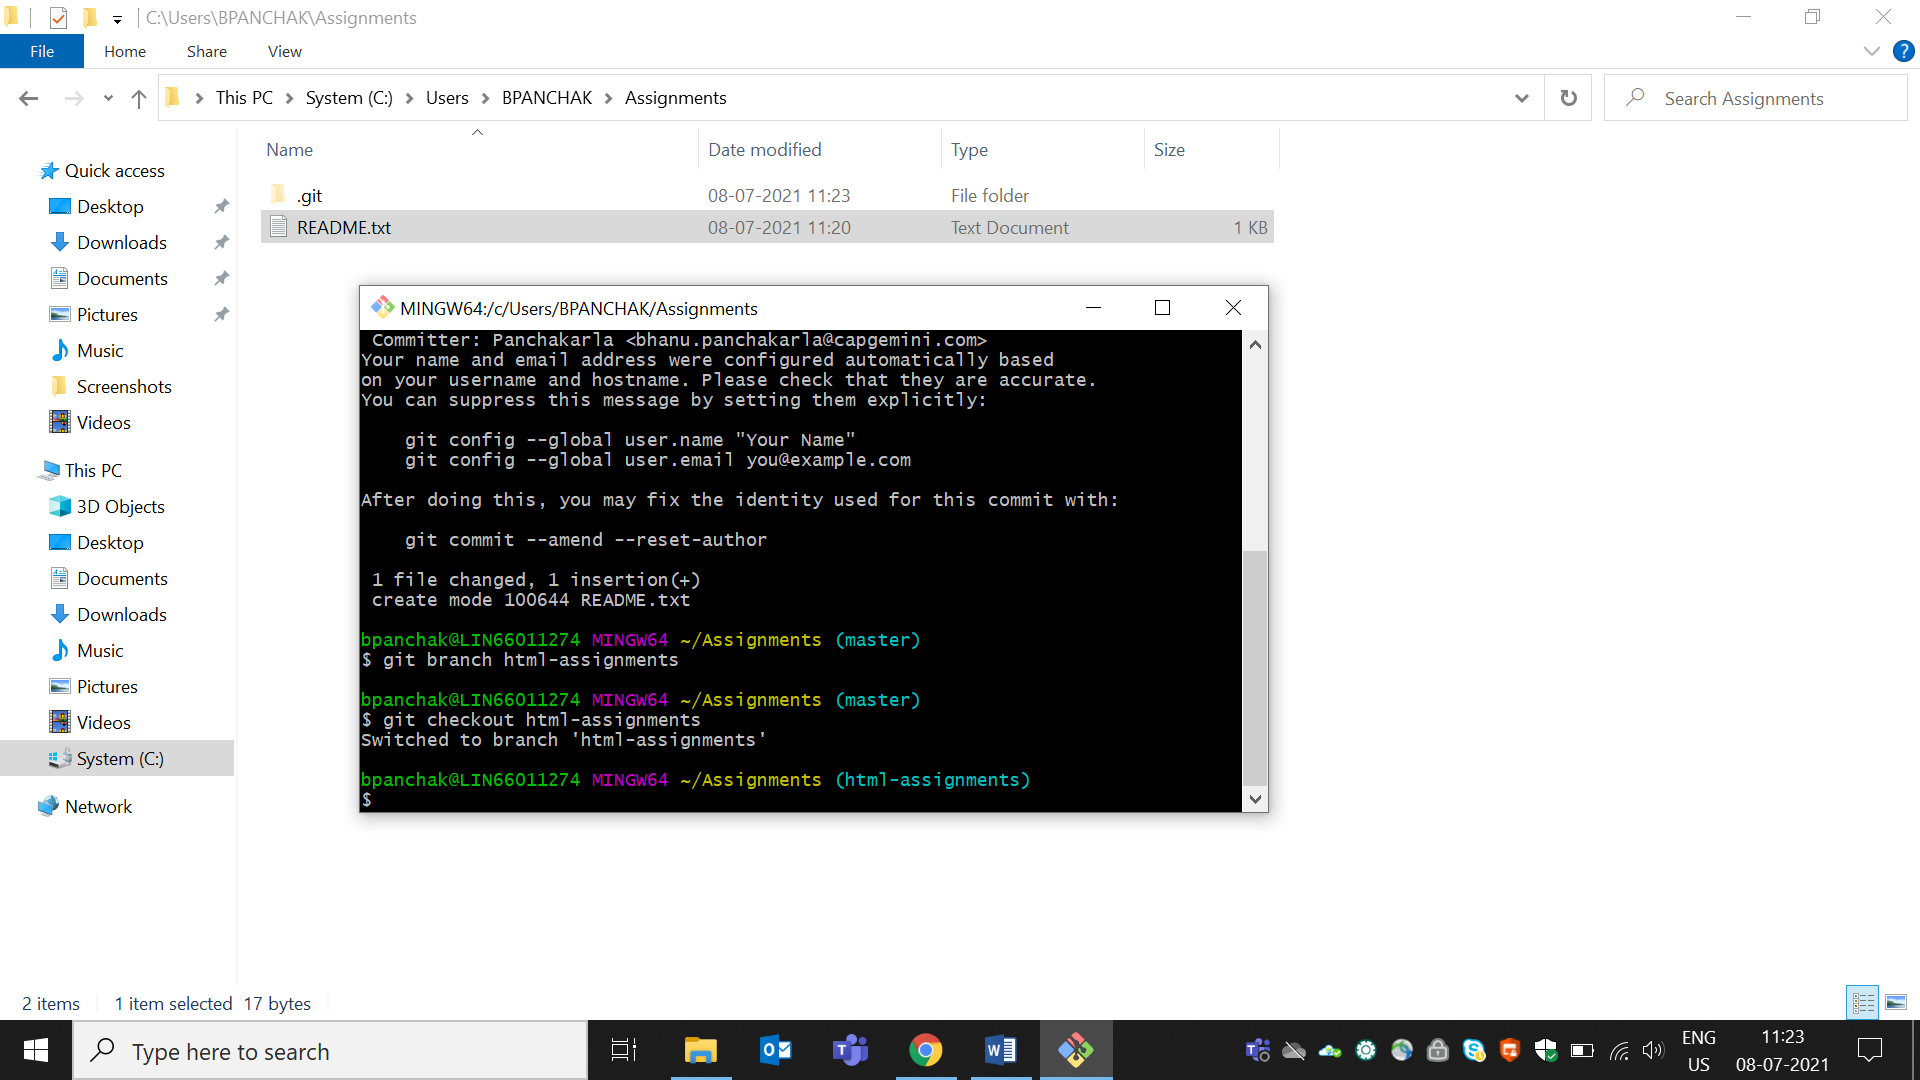 C:\Users\BPANCHAK\Assignments
File Home Share View
This PC System (C:) Users BPANCHAK Assignments
Search Assignments
Name Date modified Type Size
.git 08-07-2021 11:23 File folder
README.txt 08-07-2021 11:20 Text Document 1 KB
Quick access
Desktop
Downloads
Documents
Pictures
Music
Screenshots
Videos
This PC
3D Objects
Desktop
Documents
Downloads
Music
Pictures
Videos
System (C:)
Network
MINGW64:/c/Users/BPANCHAK/Assignments
Committer: Panchakarla <bhanu.panchakarla@capgemini.com>
Your name and email address were configured automatically based
on your username and hostname. Please check that they are accurate.
You can suppress this message by setting them explicitly:
git config --global user.name "Your Name"
git config --global user.email you@example.com
After doing this, you may fix the identity used for this commit with:
git commit --amend --reset-author
1 file changed, 1 insertion(+)
create mode 100644 README.txt
bpanchak@LIN66011274 MINGW64 ~/Assignments (master)
$ git branch html-assignments
bpanchak@LIN66011274 MINGW64 ~/Assignments (master)
$ git checkout html-assignments
Switched to branch 'html-assignments'
bpanchak@LIN66011274 MINGW64 ~/Assignments (html-assignments)
$
2 items 1 item selected 17 bytes
Type here to search
ENG
US
11:23
08-07-2021